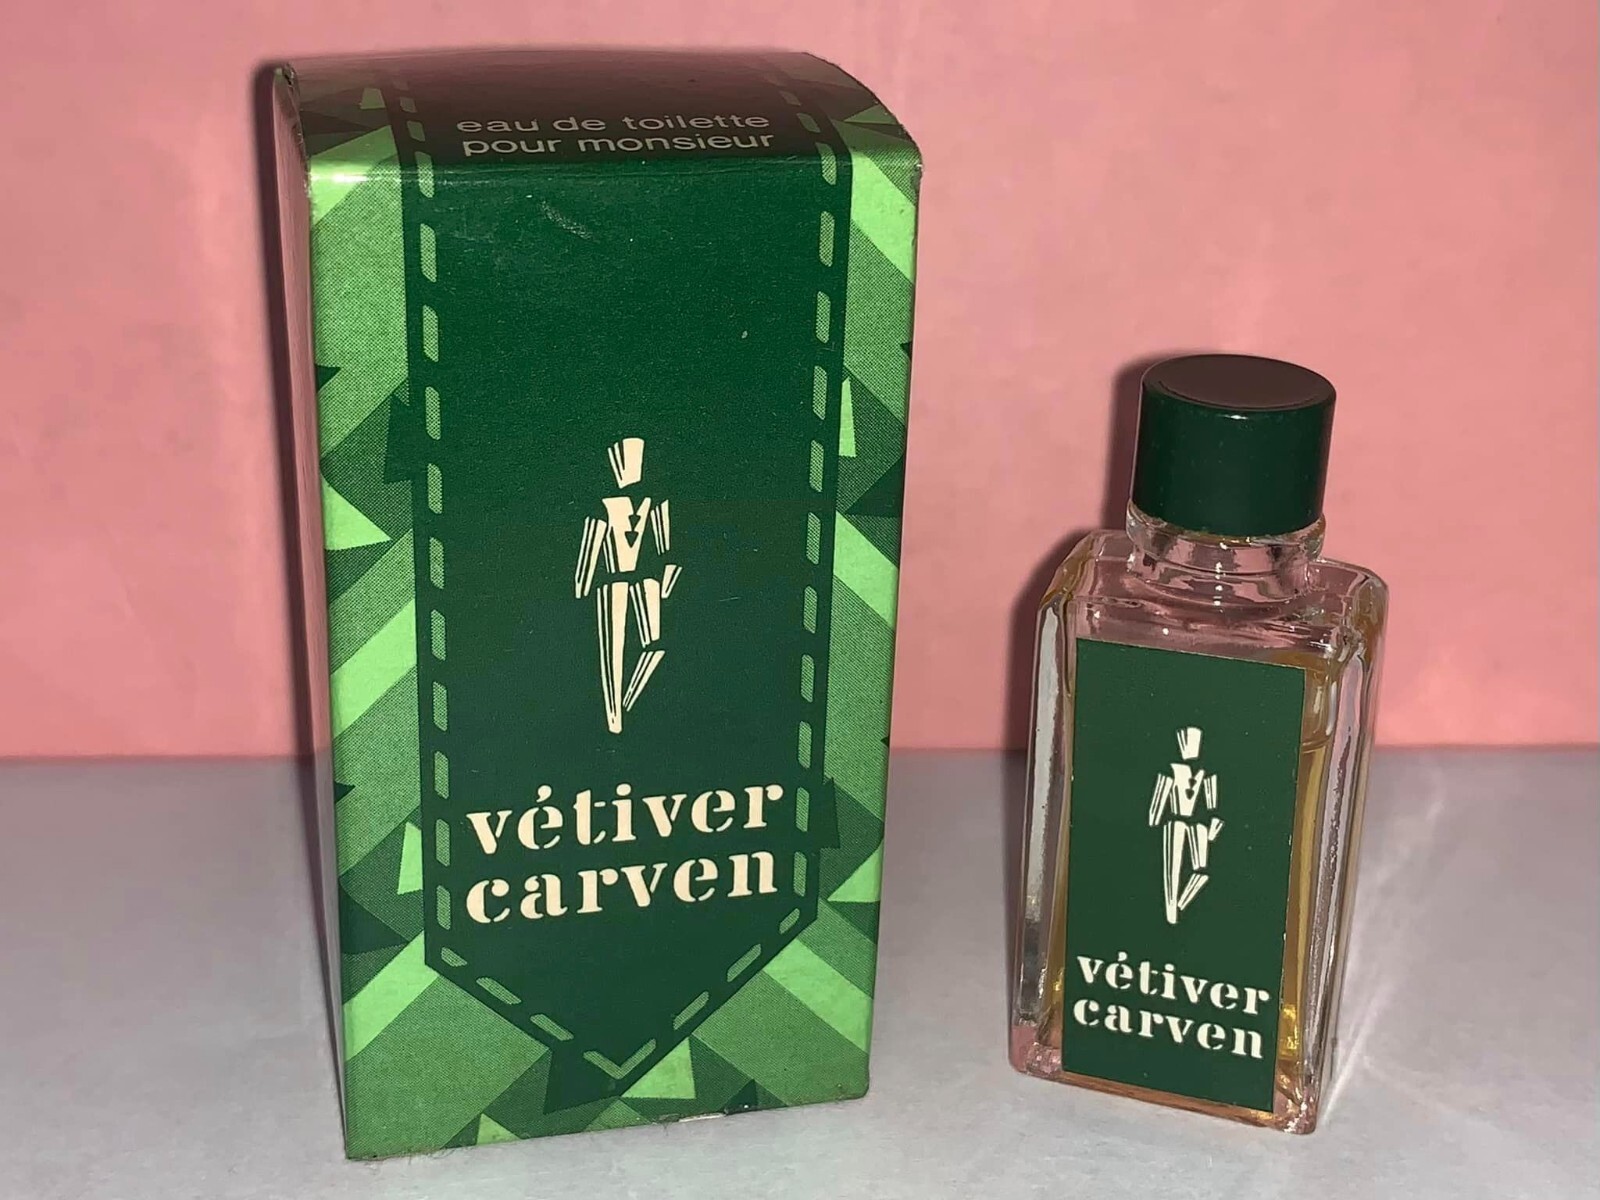 eau de toilette
pour monsieur
vétiver
carven
vétiver
carven